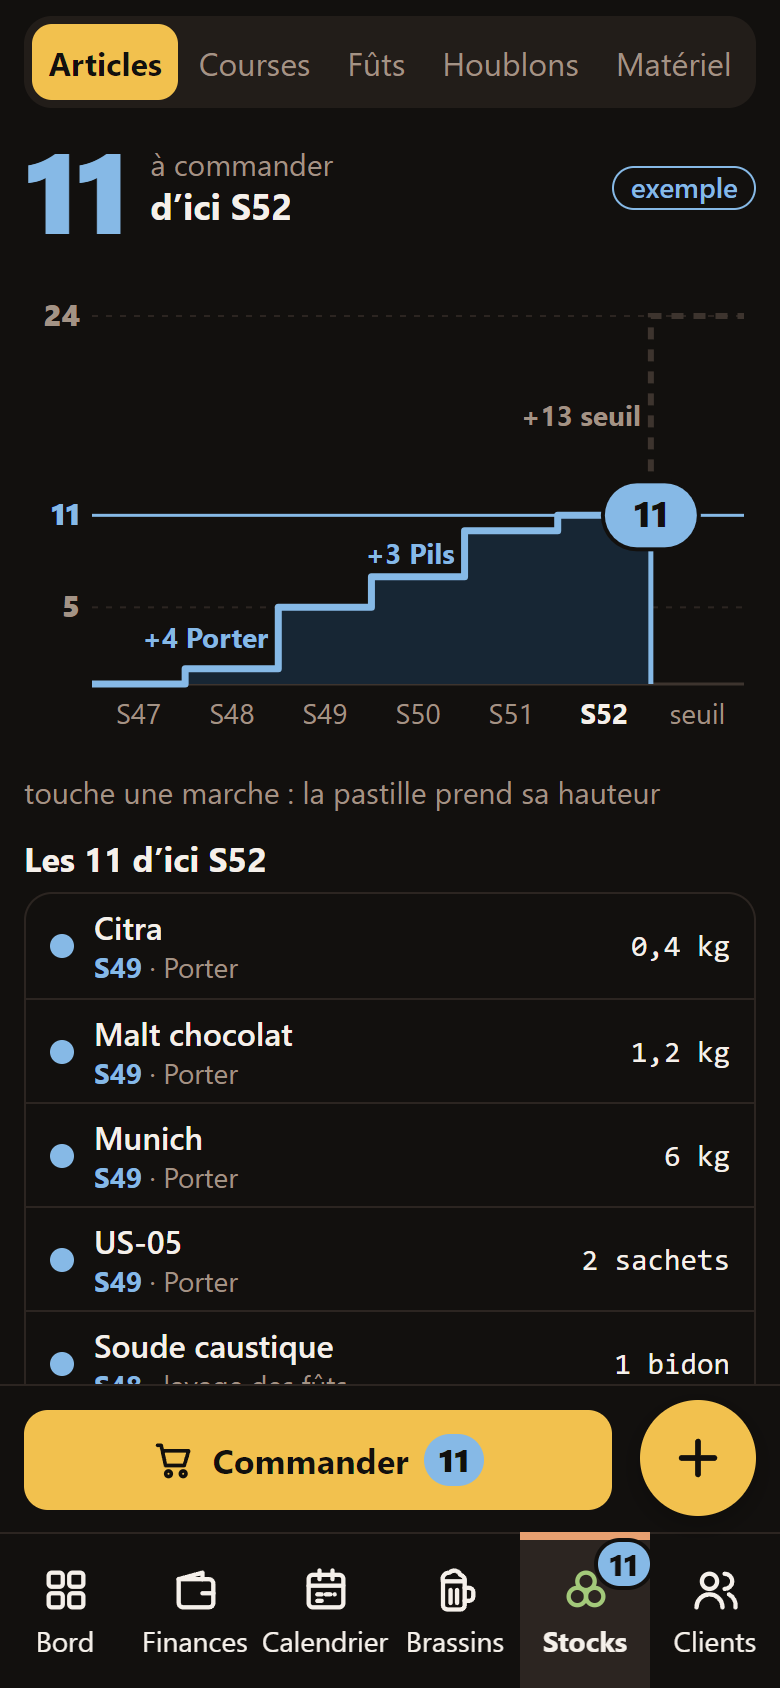 Articles Courses Fûts Houblons Matériel
11 à commander
d’ici S52
exemple
24
+13 seuil
11
11
+3 Pils
5
+4 Porter
S47 S48 S49 S50 S51 S52 seuil
touche une marche : la pastille prend sa hauteur
Les 11 d’ici S52
Citra
0,4 kg
S49 · Porter
Malt chocolat
1,2 kg
S49 · Porter
Munich
6 kg
S49 · Porter
US-05
2 sachets
S49 · Porter
Soude caustique
1 bidon
S48 · lavage des fûts
Commander 11
11
Bord Finances Calendrier Brassins Stocks Clients